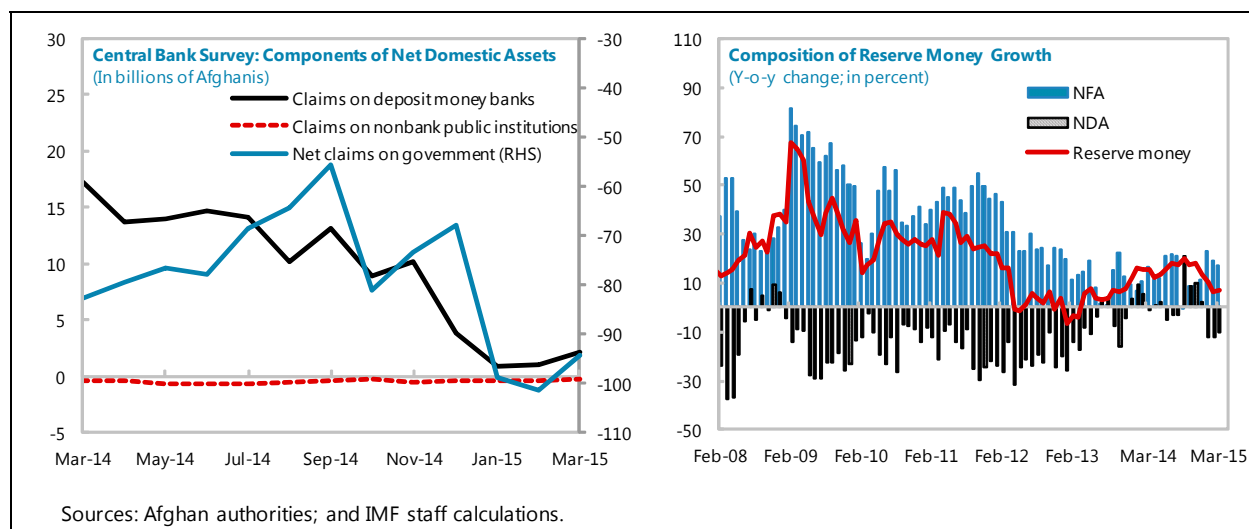 Central Bank Survey: Components of Net Domestic Assets
(In billions of Afghanis)
Claims on deposit money banks
Claims on nonbank public institutions
Net claims on government (RHS)
30
25
20
15
10
5
0
-5
-30
-40
-50
-60
-70
-80
-90
-100
-110
Mar-14 May-14 Jul-14 Sep-14 Nov-14 Jan-15 Mar-15
Composition of Reserve Money Growth
(Y-o-y change; in percent)
NFA
NDA
Reserve money
110
90
70
50
30
10
-10
-30
-50
Feb-08 Feb-09 Feb-10 Feb-11 Feb-12 Feb-13 Mar-14 Mar-15
Sources: Afghan authorities; and IMF staff calculations.